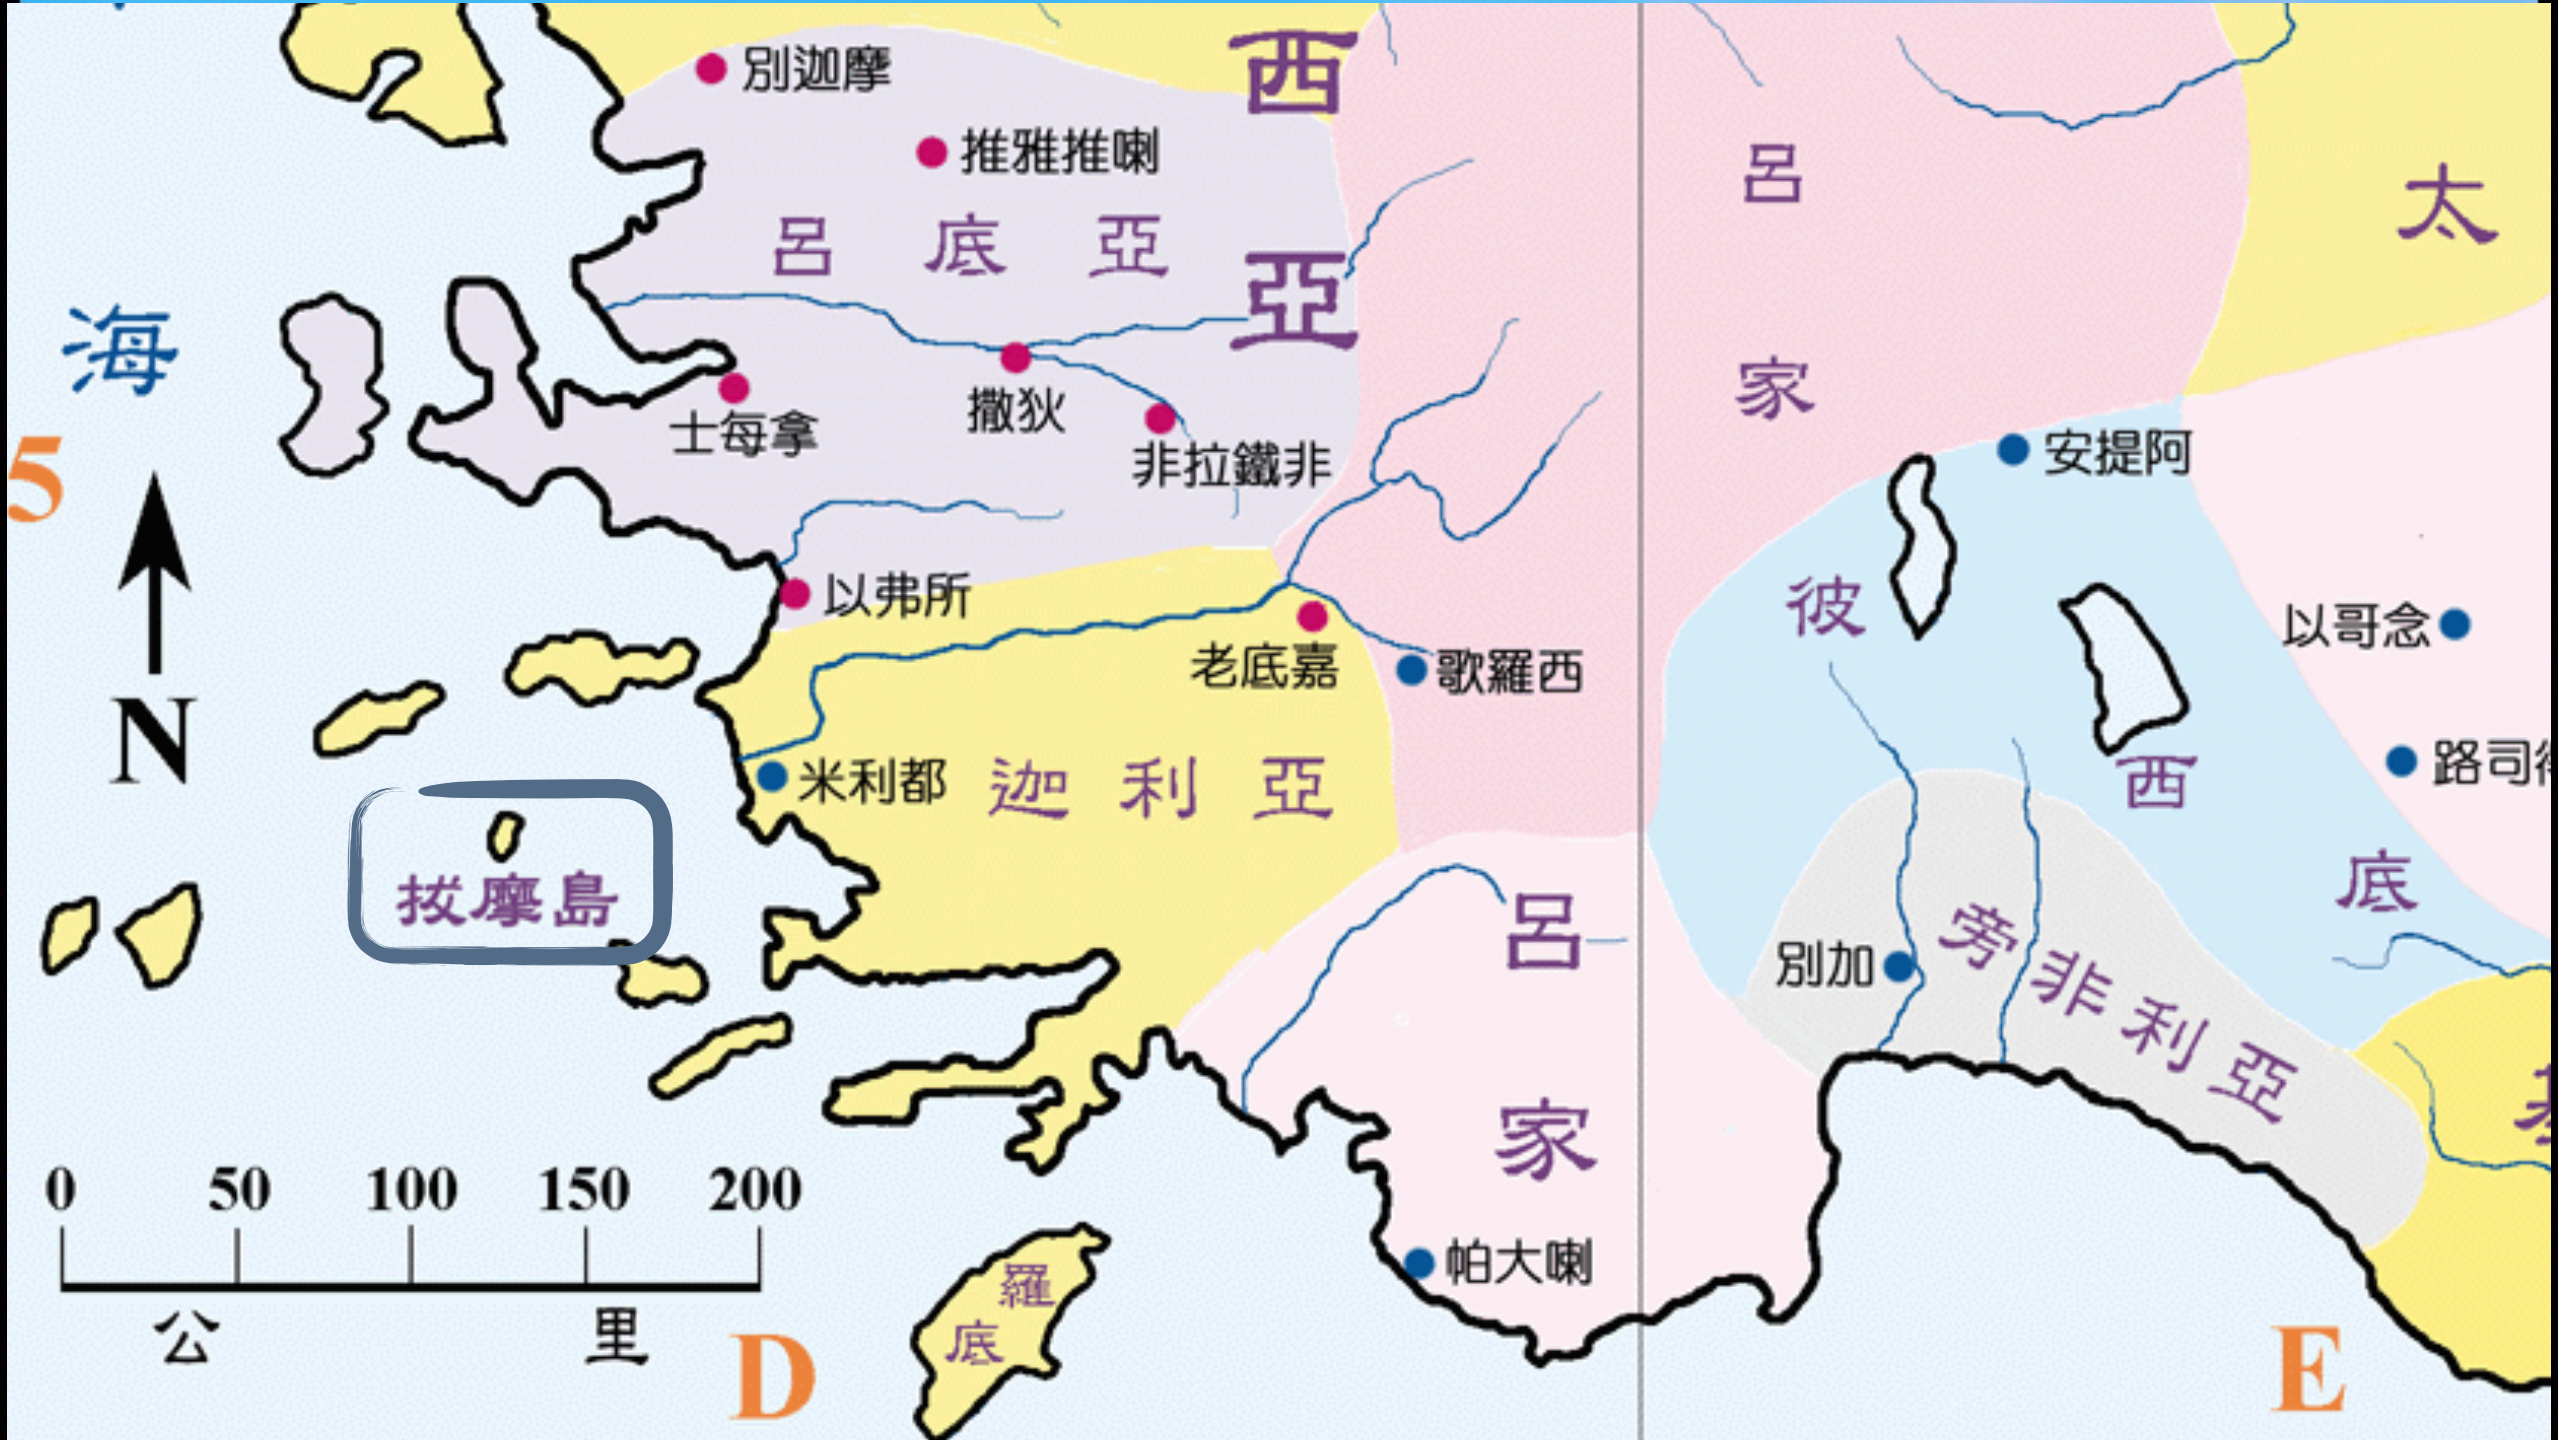 別迦摩
西亞
推雅推喇
呂家
太
呂底亞
海
士每拿
撒狄
非拉鐵非
安提阿
5
N
以弗所
彼西底
以哥念
老底嘉
歌羅西
米利都
迦利亞
路司
拔摩島
呂家
別加
旁非利亞
0 50 100 150 200
公里
帕大喇
羅底
D
E